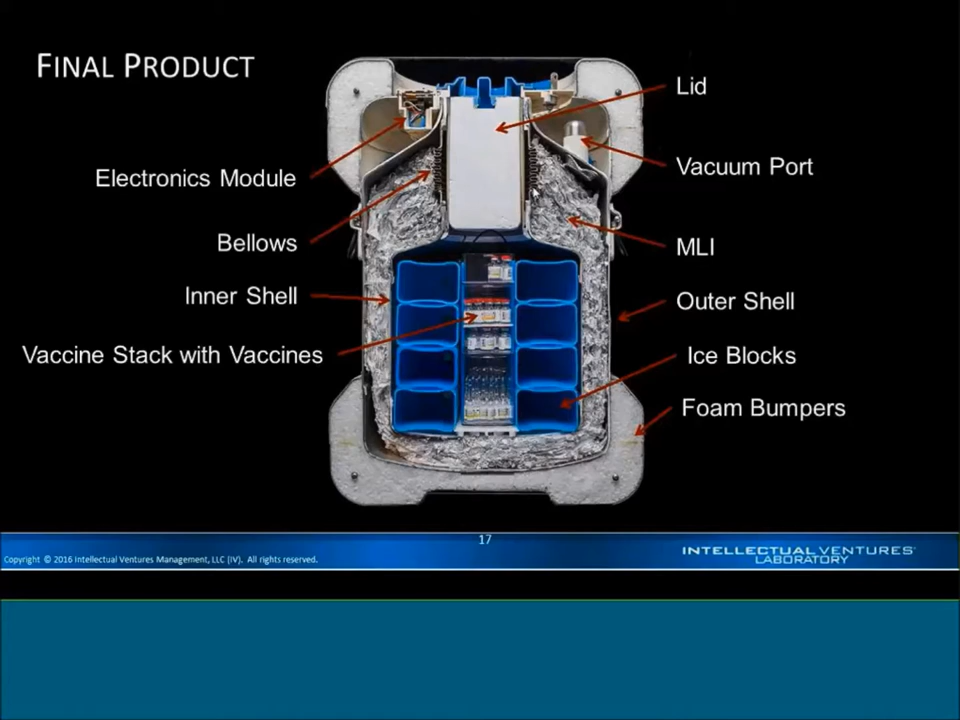 FINAL PRODUCT
Lid
Vacuum Port
Electronics Module
Bellows
MLI
Inner Shell
Outer Shell
Vaccine Stack with Vaccines
Ice Blocks
Foam Bumpers
17
Copyright © 2016 Intellectual Ventures Management, LLC (IV). All rights reserved.
INTELLECTUAL VENTURES®
LABORATORY